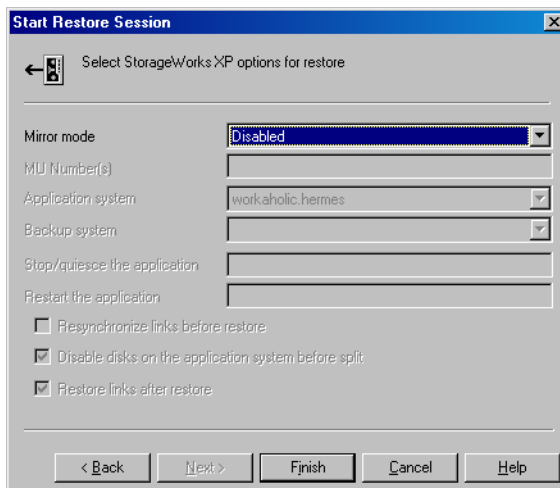 Start Restore Session
Select StorageWorks XP options for restore
Mirror mode Disabled
MU Number(s)
Application system workaholic.hermes
Backup system
Stop/quiesce the application
Restart the application
Resynchronize links before restore
Disable disks on the application system before split
Restore links after restore
< Back Next > Finish Cancel Help